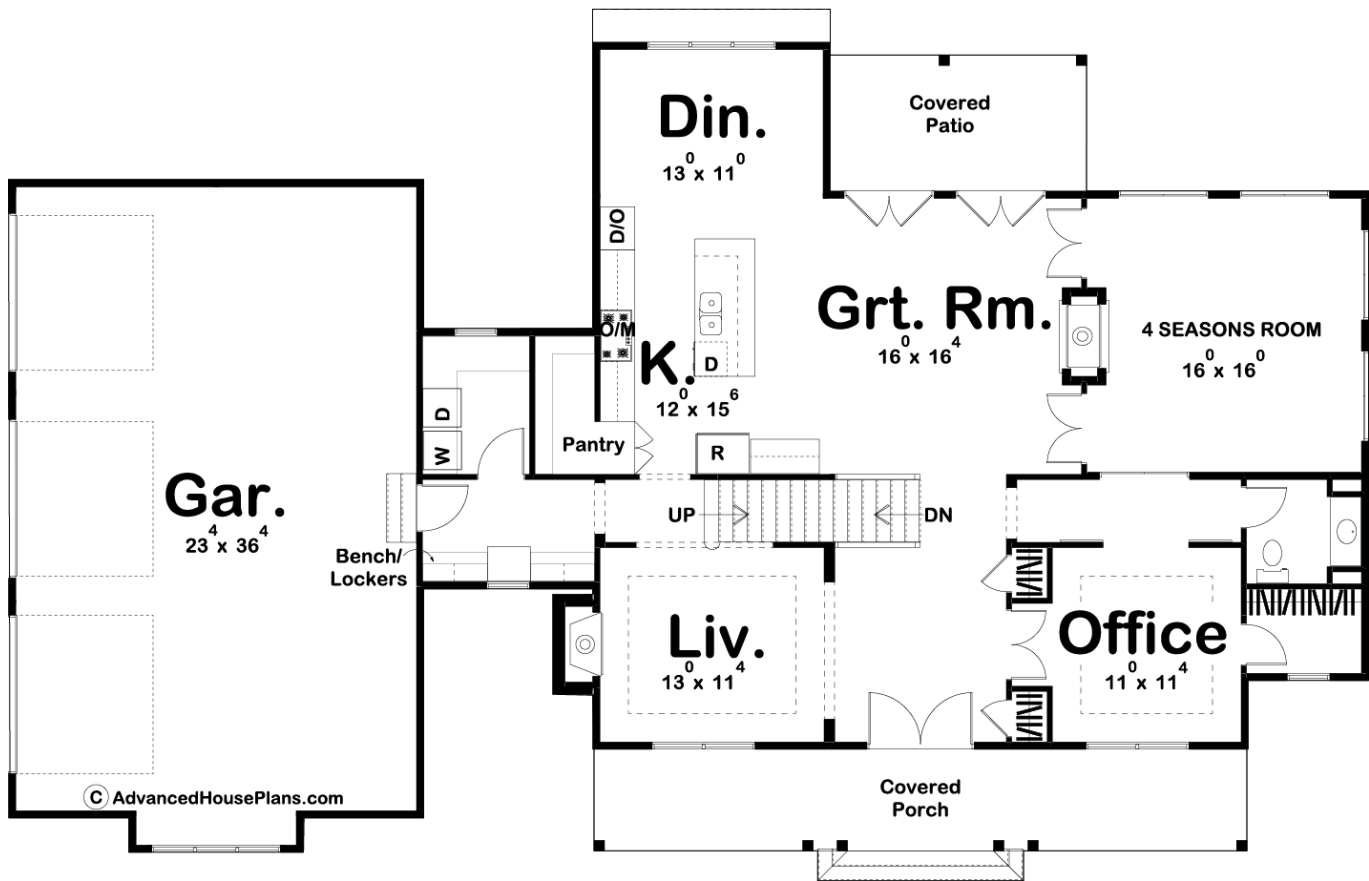 Din.
13⁰ x 11⁰
Covered
Patio
D/O
O/M
K.
12⁰ x 15⁶
D
R
Grt. Rm.
16⁰ x 16⁴
4 SEASONS ROOM
16⁰ x 16⁰
D
W
Pantry
Gar.
23⁴ x 36⁴
UP
DN
Bench/
Lockers
Liv.
13⁰ x 11⁴
Office
11⁰ x 11⁴
Covered
Porch
C AdvancedHousePlans.com